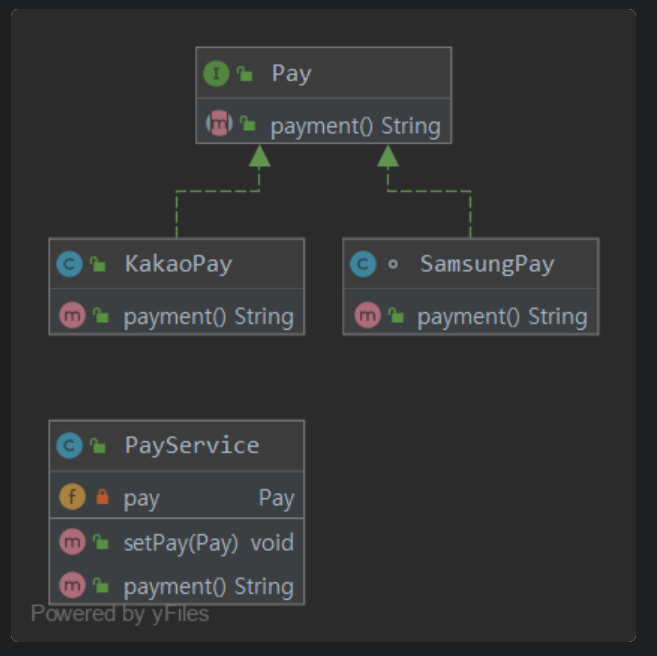 Pay
payment() String
KakaoPay
payment() String
SamsungPay
payment() String
PayService
pay Pay
setPay(Pay) void
payment() String
Powered by yFiles